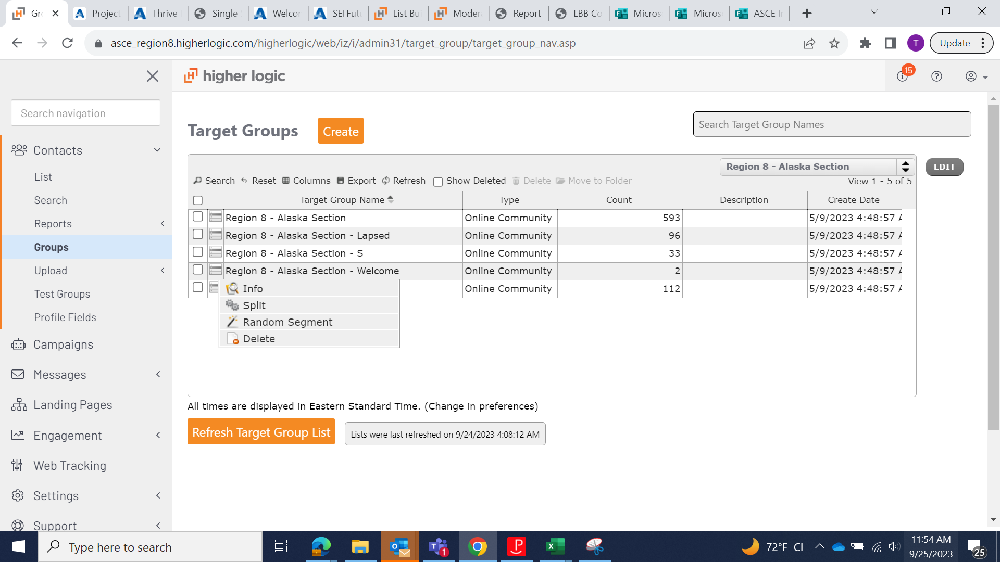 Gr
Project
Thrive
Single
Welcon
SEI Futu
List Bui
Modera
Report
LBB Co
Micros
Micros
ASCE In
asce_region8.higherlogic.com/higherlogic/web/iz/i/admin31/target_group/target_group_nav.asp
T
Update
higher logic
15
Search navigation
Contacts
List
Search
Reports
Groups
Upload
Test Groups
Profile Fields
Campaigns
Messages
Landing Pages
Engagement
Web Tracking
Settings
Support
Target Groups
Create
Search Target Group Names
Region 8 - Alaska Section
EDIT
Search Reset Columns Export Refresh Show Deleted Delete Move to Folder
View 1 - 5 of 5
Target Group Name Type Count Description Create Date
Region 8 - Alaska Section Online Community 593 5/9/2023 4:48:57 A
Region 8 - Alaska Section - Lapsed Online Community 96 5/9/2023 4:48:57 A
Region 8 - Alaska Section - S Online Community 33 5/9/2023 4:48:57 A
Region 8 - Alaska Section - Welcome Online Community 2 5/9/2023 4:48:57 A
Online Community 112 5/9/2023 4:48:57 A
Info
Split
Random Segment
Delete
All times are displayed in Eastern Standard Time. (Change in preferences)
Refresh Target Group List
Lists were last refreshed on 9/24/2023 4:08:12 AM
Type here to search
1
72°F Cl
11:54 AM
9/25/2023
25